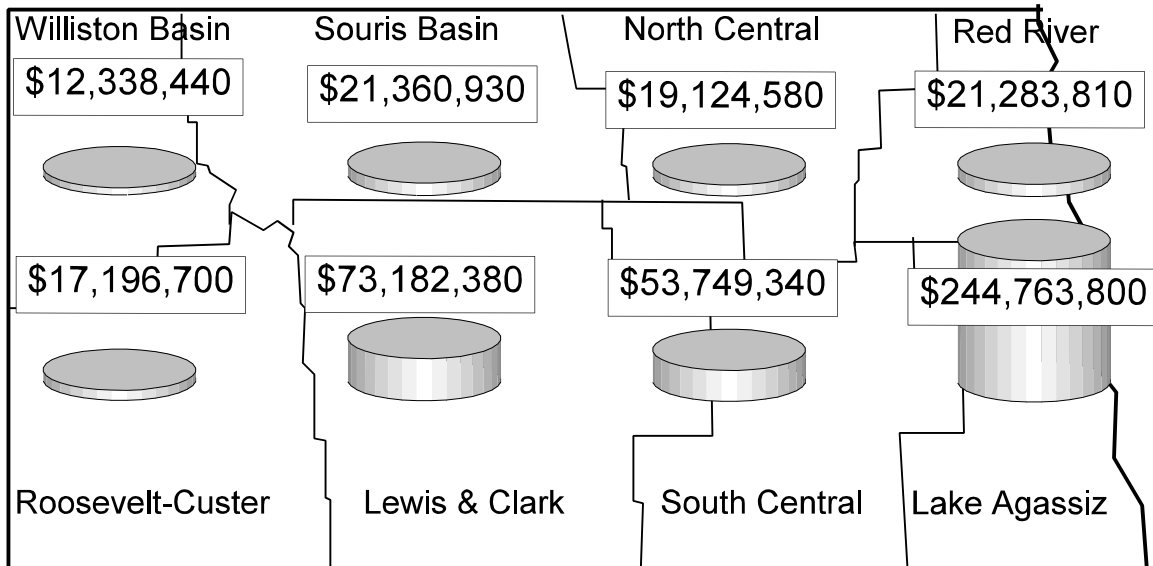 Williston Basin Souris Basin North Central Red River
$12,338,440 $21,360,930 $19,124,580 $21,283,810
$17,196,700 $73,182,380 $53,749,340 $244,763,800
Roosevelt-Custer Lewis & Clark South Central Lake Agassiz